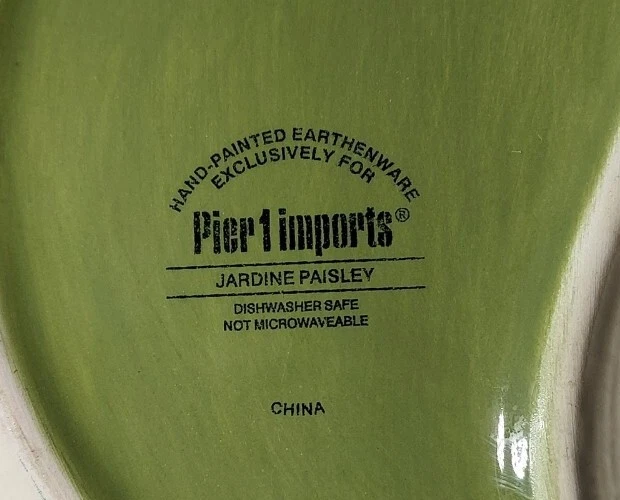 HAND-PAINTED EARTHENWARE
EXCLUSIVELY FOR
Pier 1 imports®
JARDINE PAISLEY
DISHWASHER SAFE
NOT MICROWAVEABLE
CHINA